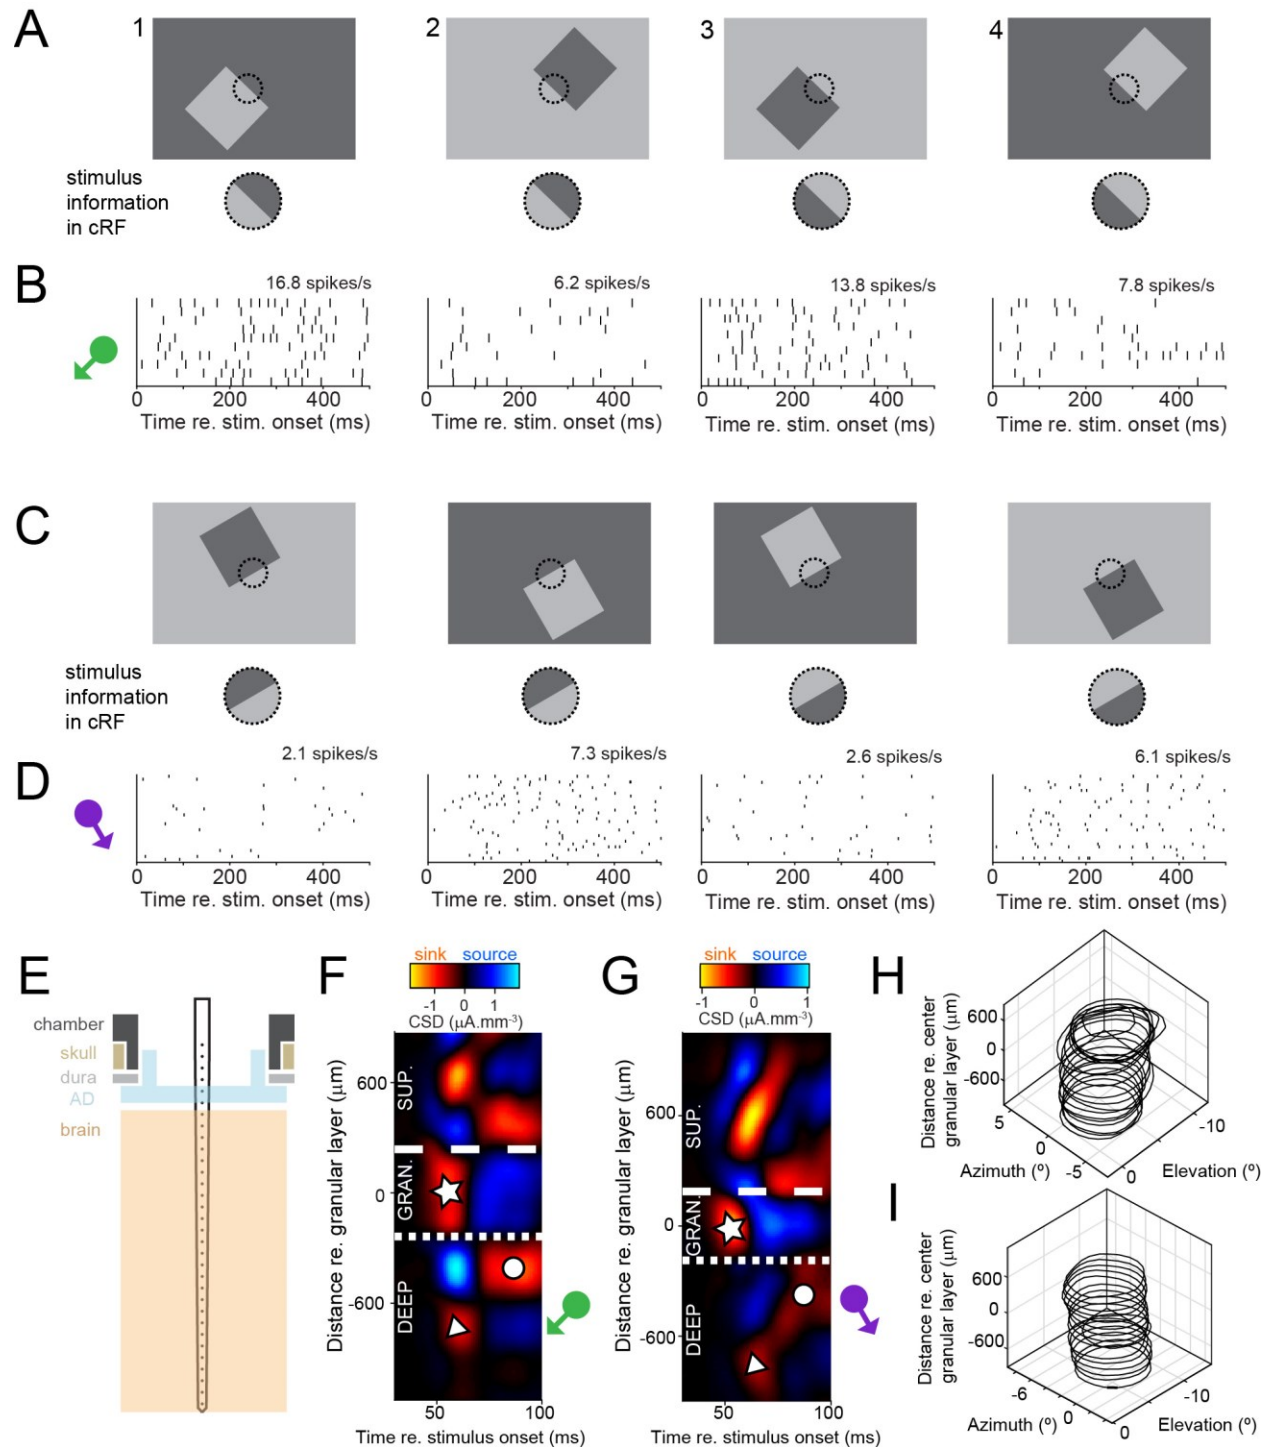 A
1
2
3
4
stimulus
information
in cRF
B
16.8 spikes/s
6.2 spikes/s
13.8 spikes/s
7.8 spikes/s
0 200 400
0 200 400
0 200 400
0 200 400
Time re. stim. onset (ms)
Time re. stim. onset (ms)
Time re. stim. onset (ms)
Time re. stim. onset (ms)
C
stimulus
information
in cRF
D
2.1 spikes/s
7.3 spikes/s
2.6 spikes/s
6.1 spikes/s
0 200 400
0 200 400
0 200 400
0 200 400
Time re. stim. onset (ms)
Time re. stim. onset (ms)
Time re. stim. onset (ms)
Time re. stim. onset (ms)
E
chamber
skull
dura
AD
brain
F
sink source
-1 0 1
CSD (µA.mm⁻³)
Distance re. granular layer (µm)
600
0
-600
SUP.
GRAN.
DEEP
50 100
Time re. stimulus onset (ms)
G
sink source
-1 0 1
CSD (µA.mm⁻³)
Distance re. granular layer (µm)
600
0
-600
SUP.
GRAN.
DEEP
50 100
Time re. stimulus onset (ms)
H
Distance re. center
granular layer (µm)
600
0
-600
5
0
-5
0
-10
Azimuth (º)
Elevation (º)
I
Distance re. center
granular layer (µm)
600
0
-600
-6
0
0
-10
Azimuth (º)
Elevation (º)